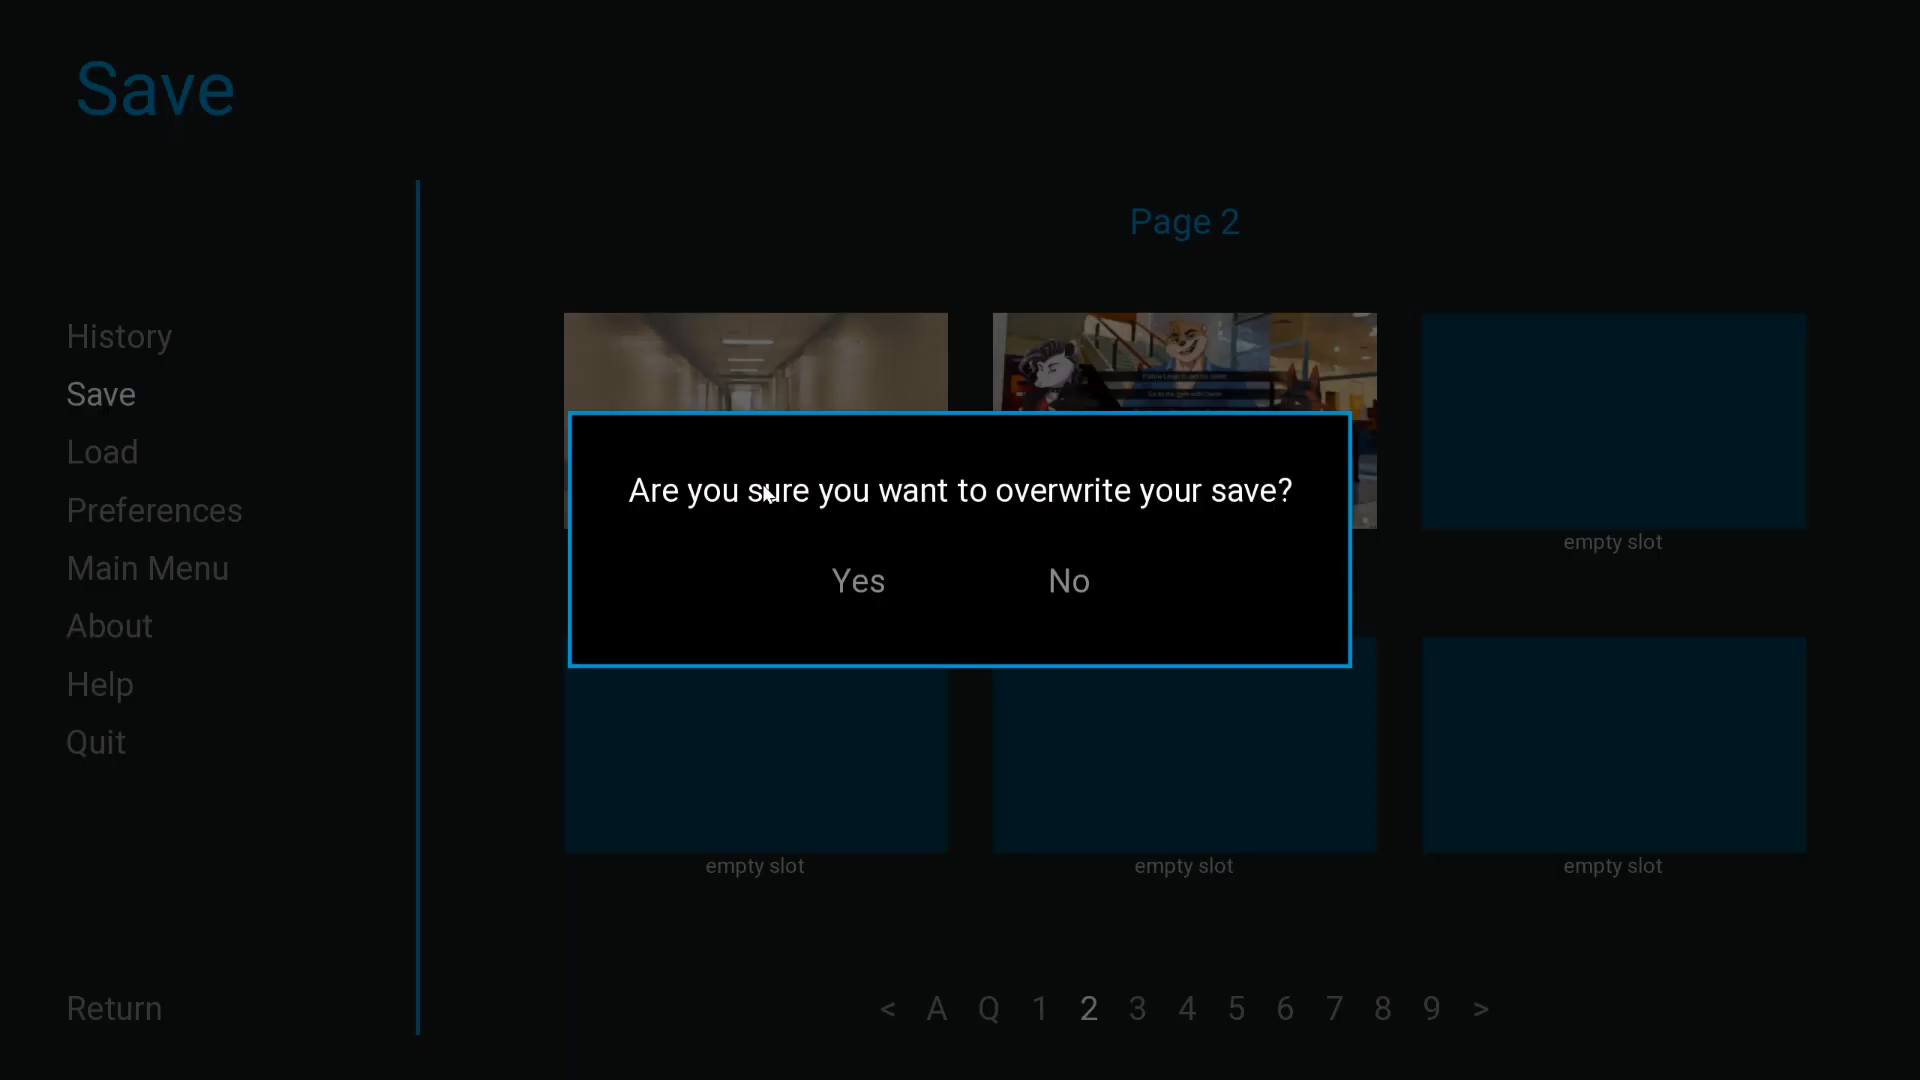 Save
Page 2
History
Save
Load
Preferences
Main Menu
About
Help
Quit
Return
Are you sure you want to overwrite your save?
Yes No
empty slot
empty slot empty slot empty slot
< A Q 1 2 3 4 5 6 7 8 9 >